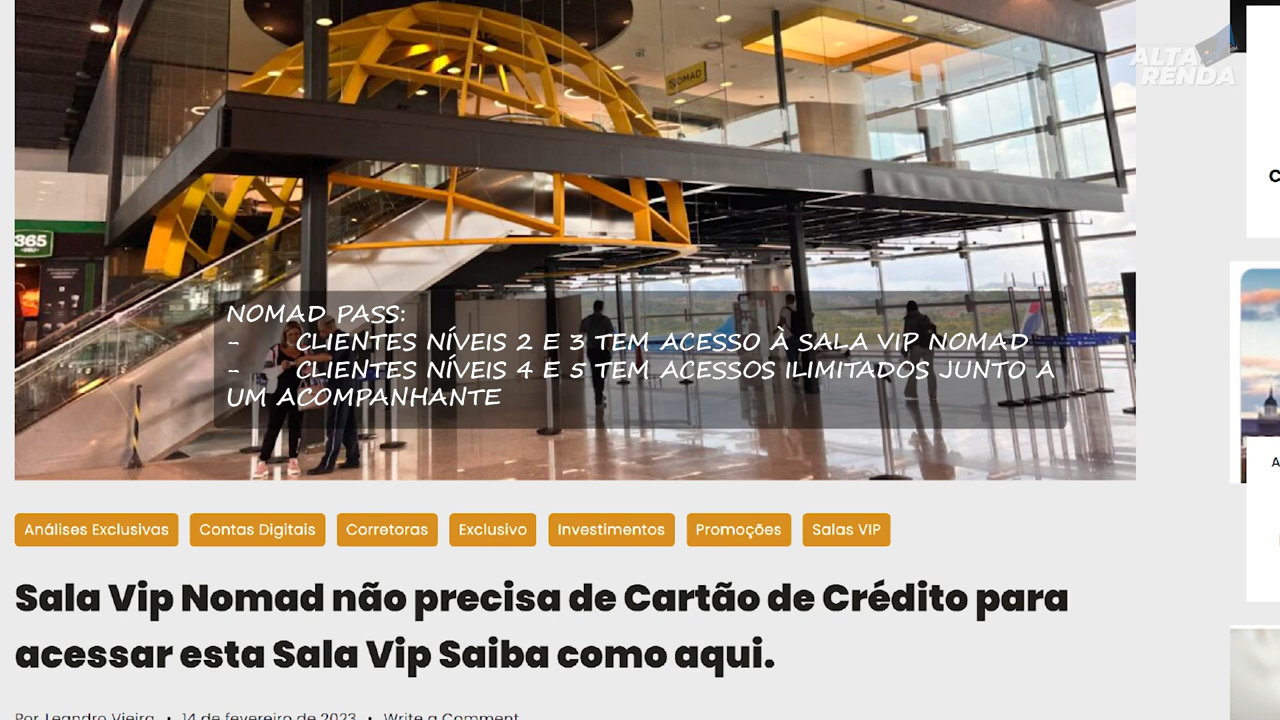 NOMAD
ALTA
RENDA
365
NOMAD PASS:
- CLIENTES NÍVEIS 2 E 3 TEM ACESSO À SALA VIP NOMAD
- CLIENTES NÍVEIS 4 E 5 TEM ACESSOS ILIMITADOS JUNTO A
UM ACOMPANHANTE
Análises Exclusivas Contas Digitais Corretoras Exclusivo Investimentos Promoções Salas VIP
Sala Vip Nomad não precisa de Cartão de Crédito para
acessar esta Sala Vip Saiba como aqui.
Por Leandro Vieira • 14 de fevereiro de 2023 • Write a Comment